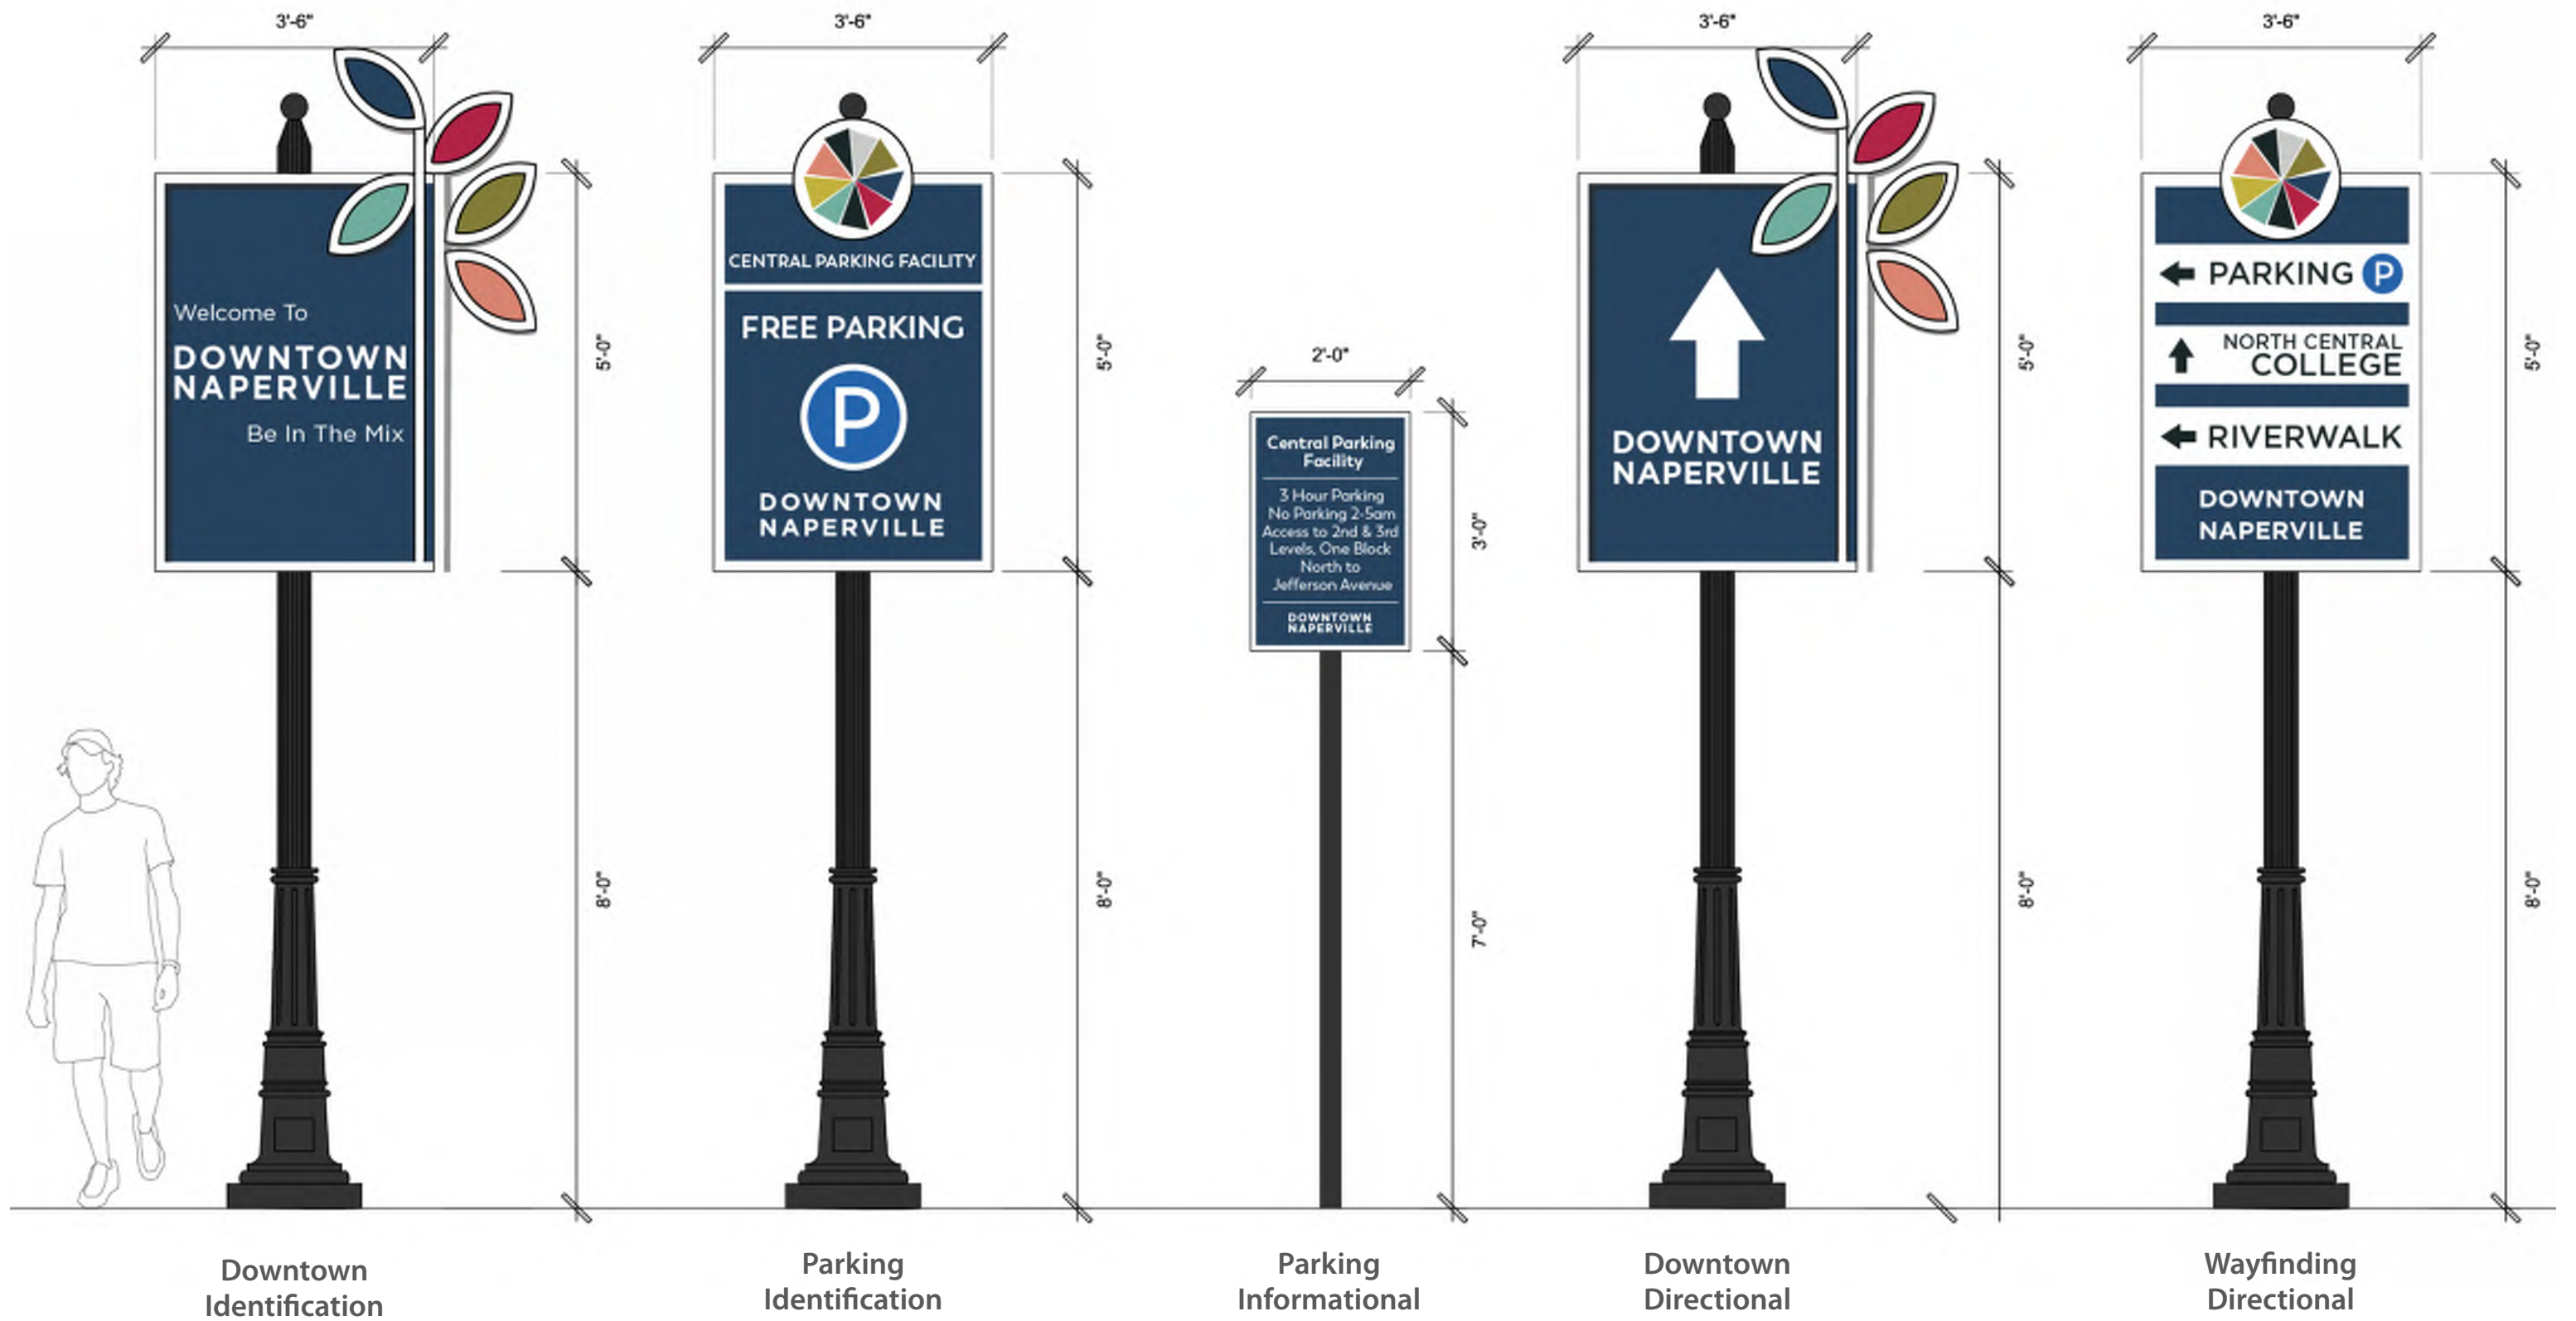 3'-6"
Welcome To
DOWNTOWN
NAPERVILLE
Be In The Mix
5'-0"
8'-0"
Downtown
Identification
3'-6"
CENTRAL PARKING FACILITY
FREE PARKING
P
DOWNTOWN
NAPERVILLE
5'-0"
8'-0"
Parking
Identification
2'-0"
Central Parking
Facility
3 Hour Parking
No Parking 2-5am
Access to 2nd & 3rd
Levels, One Block
North to
Jefferson Avenue
DOWNTOWN
NAPERVILLE
3'-0"
7'-0"
Parking
Informational
3'-6"
DOWNTOWN
NAPERVILLE
5'-0"
8'-0"
Downtown
Directional
3'-6"
PARKING P
NORTH CENTRAL
COLLEGE
RIVERWALK
DOWNTOWN
NAPERVILLE
5'-0"
8'-0"
Wayfinding
Directional